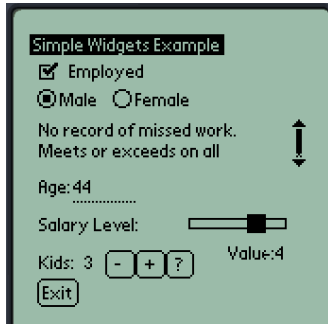 Simple Widgets Example
Employed
Male Female
No record of missed work.
Meets or exceeds on all
Age: 44
Salary Level:
Value:4
Kids: 3 - + ?
Exit